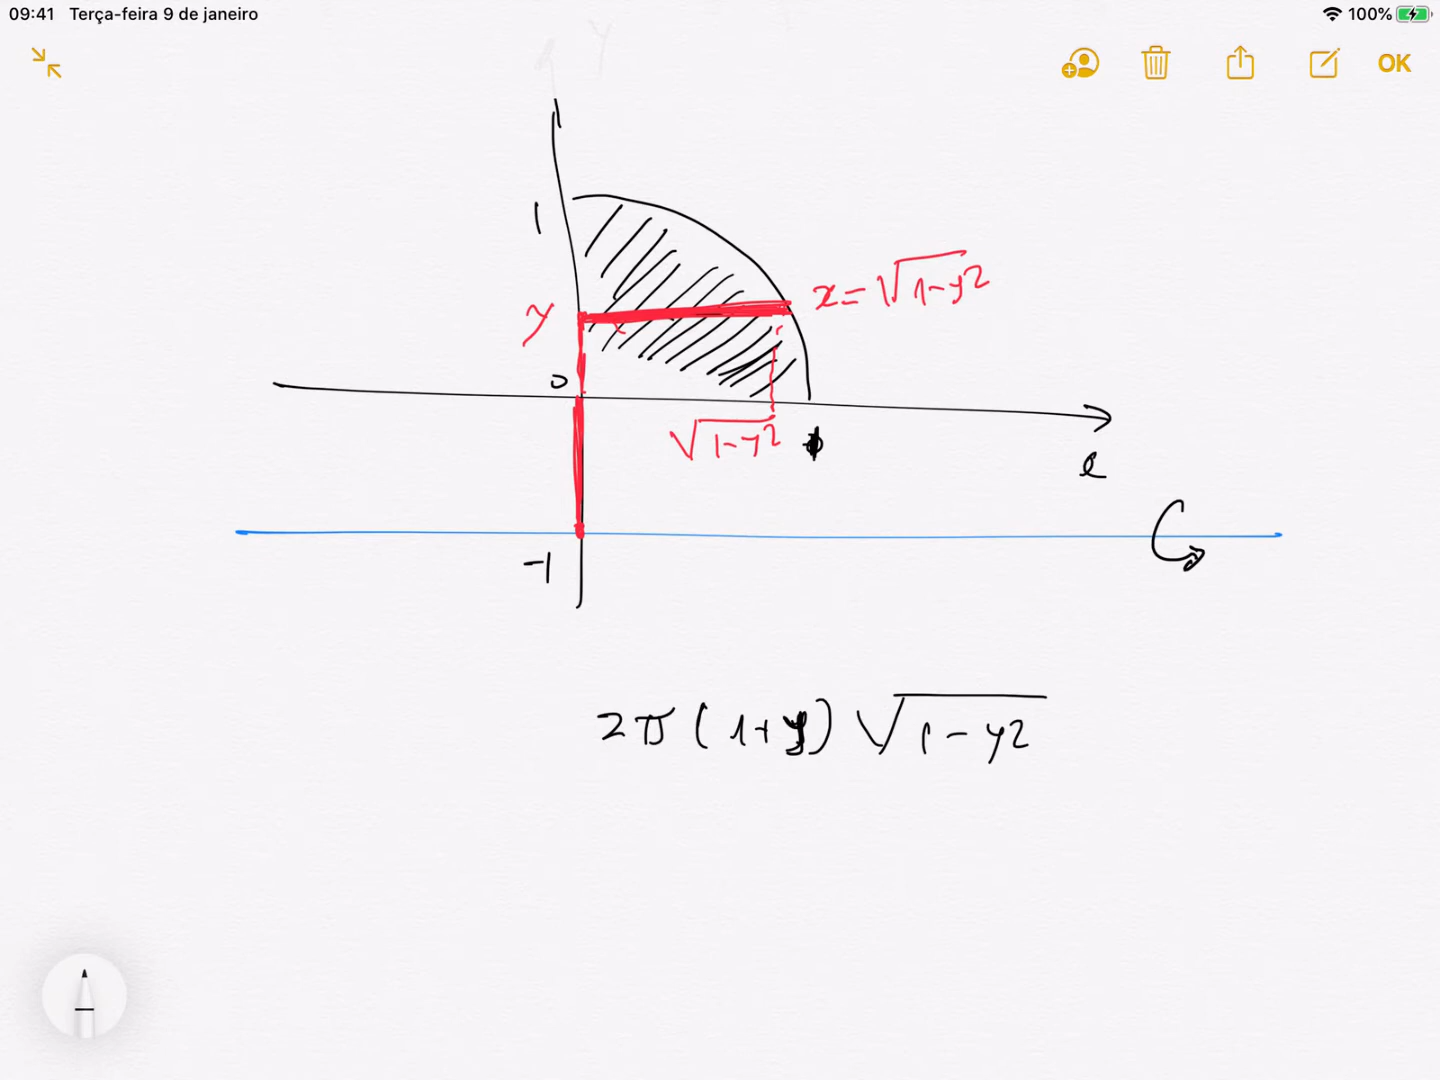 09:41 Terça-feira 9 de janeiro 100%
OK
Y
1
x = √1-y2
y
0
√1-y2
-1
2π (1+y) √1-y2